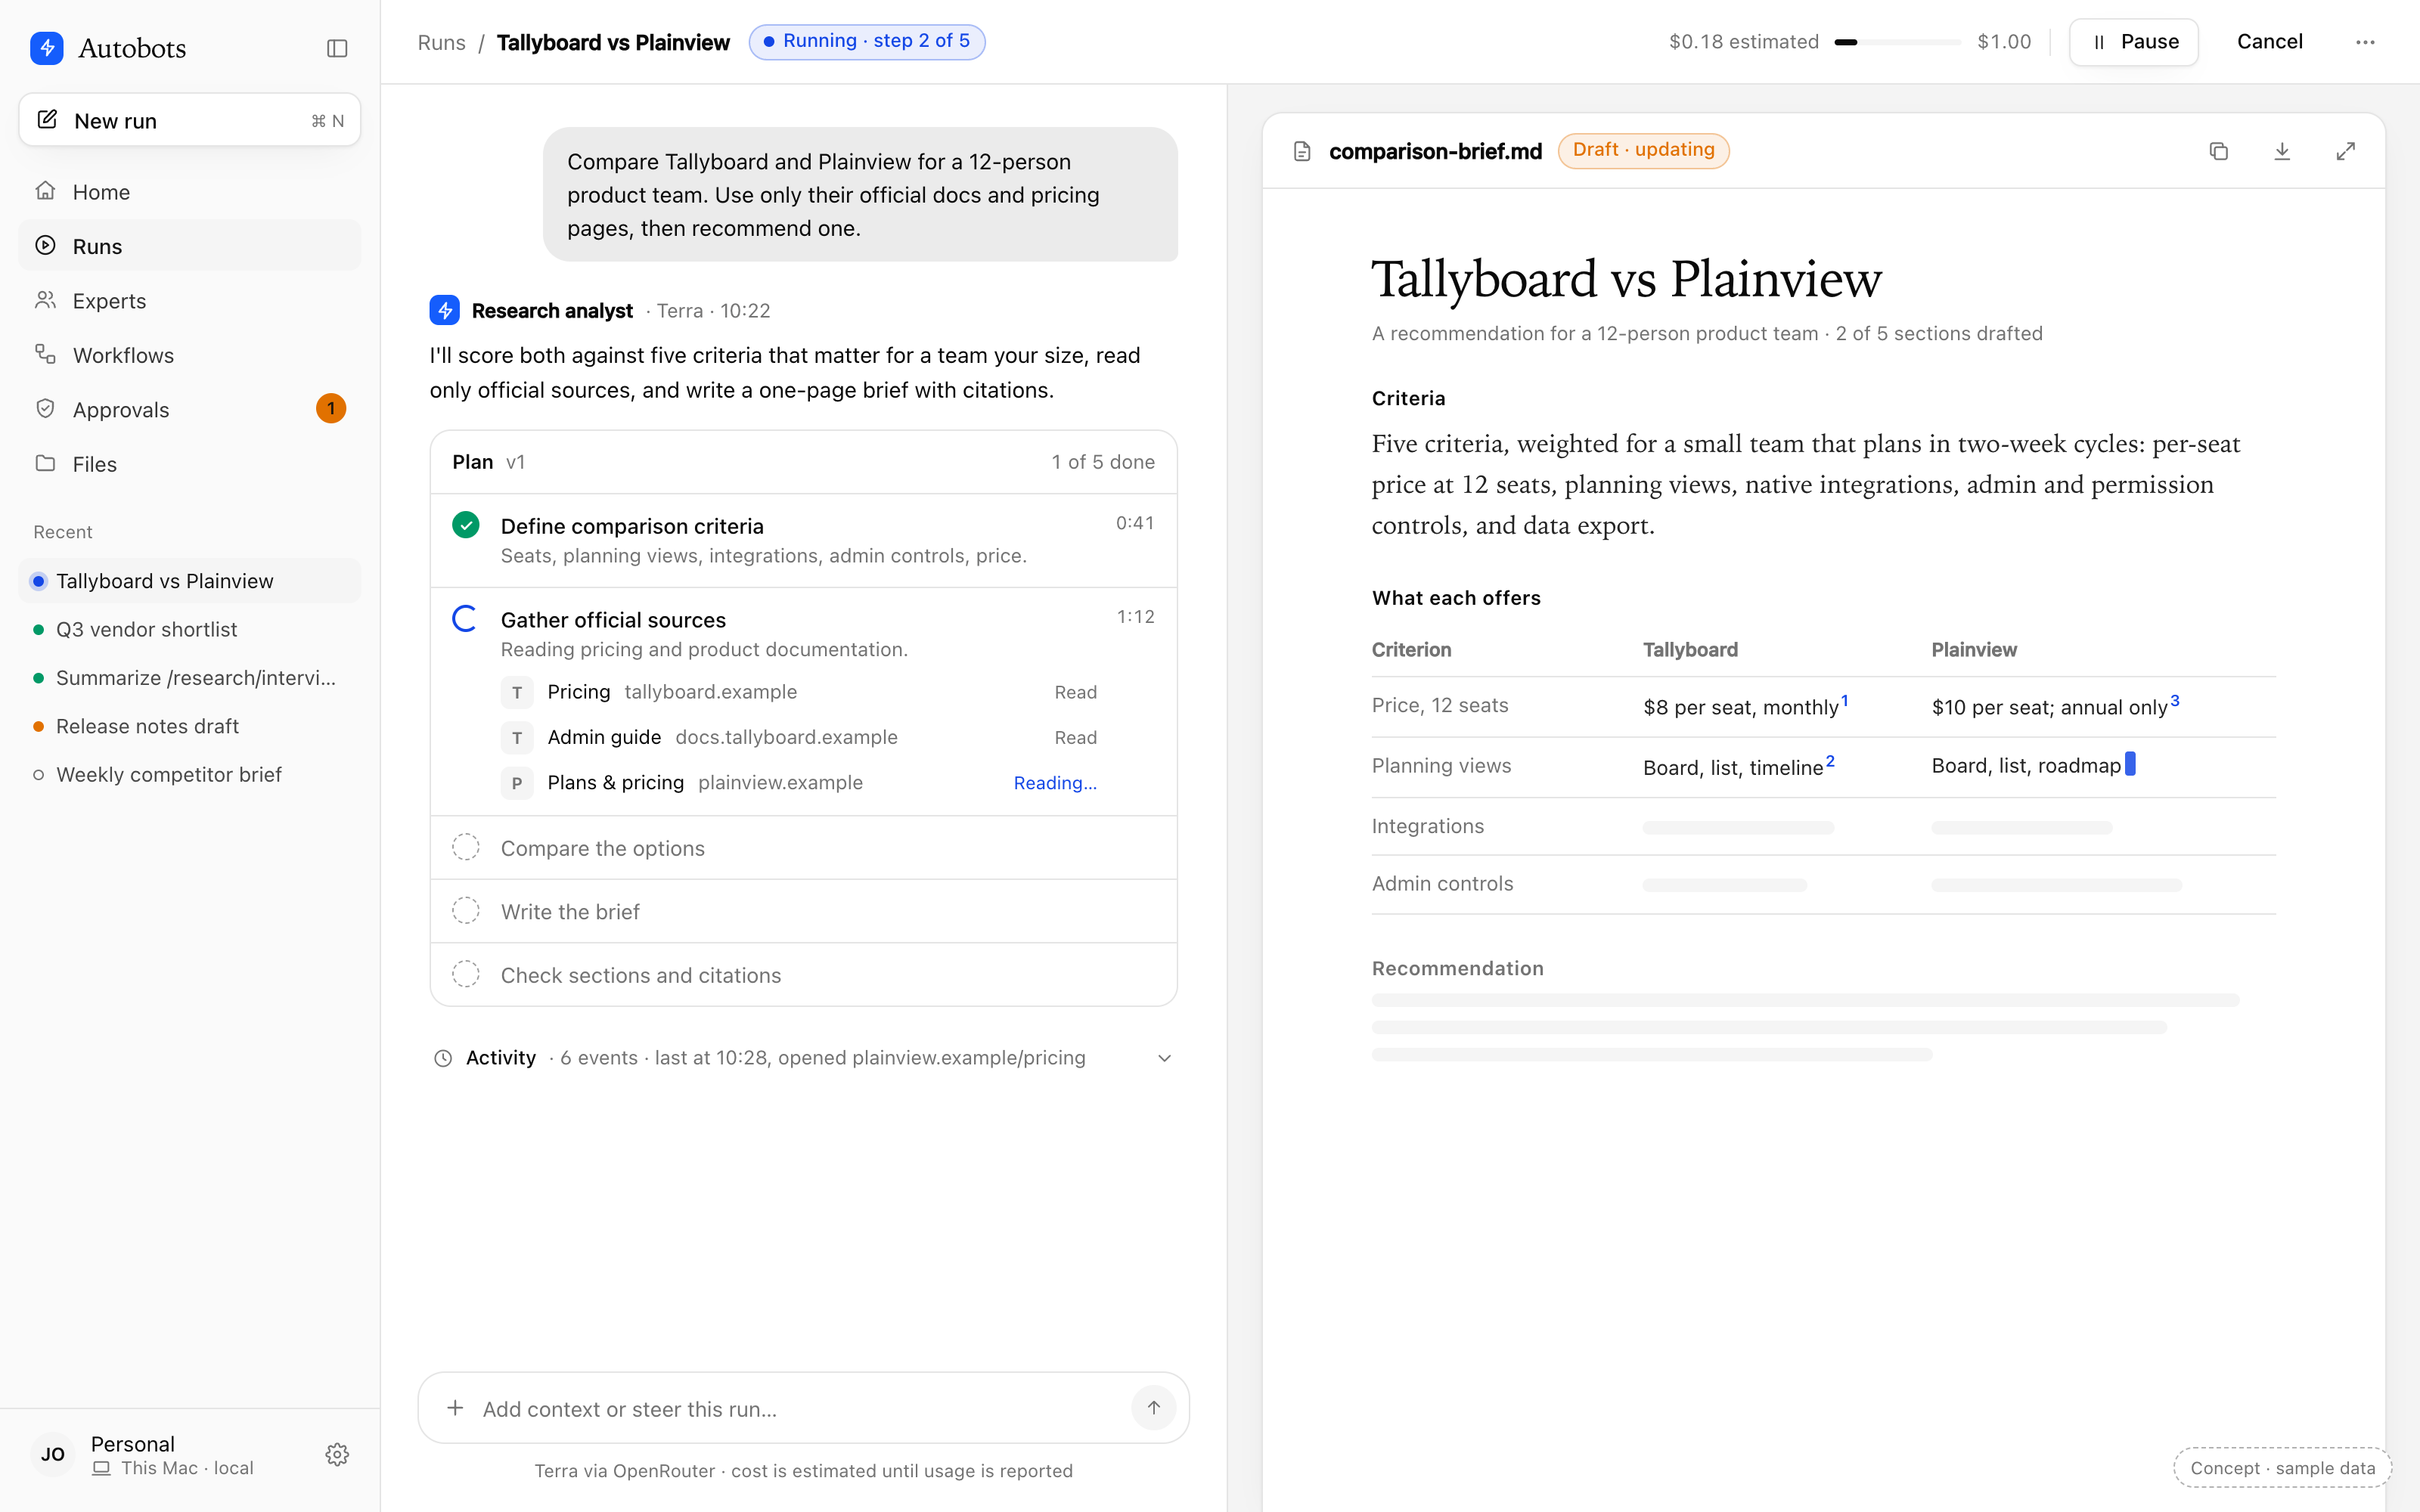 Autobots
New run
⌘ N
Home
Runs
Experts
Workflows
Approvals
1
Files
Recent
Tallyboard vs Plainview
Q3 vendor shortlist
Summarize /research/intervi...
Release notes draft
Weekly competitor brief
JO
Personal
This Mac · local
Runs / Tallyboard vs Plainview
Running · step 2 of 5
$0.18 estimated
$1.00
Pause
Cancel
Compare Tallyboard and Plainview for a 12-person
product team. Use only their official docs and pricing
pages, then recommend one.
Research analyst · Terra · 10:22
I'll score both against five criteria that matter for a team your size, read
only official sources, and write a one-page brief with citations.
Plan v1
1 of 5 done
Define comparison criteria
0:41
Seats, planning views, integrations, admin controls, price.
Gather official sources
1:12
Reading pricing and product documentation.
T Pricing tallyboard.example Read
T Admin guide docs.tallyboard.example Read
P Plans & pricing plainview.example Reading...
Compare the options
Write the brief
Check sections and citations
Activity · 6 events · last at 10:28, opened plainview.example/pricing
Add context or steer this run...
Terra via OpenRouter · cost is estimated until usage is reported
comparison-brief.md
Draft · updating
Tallyboard vs Plainview
A recommendation for a 12-person product team · 2 of 5 sections drafted
Criteria
Five criteria, weighted for a small team that plans in two-week cycles: per-seat
price at 12 seats, planning views, native integrations, admin and permission
controls, and data export.
What each offers
Criterion Tallyboard Plainview
Price, 12 seats $8 per seat, monthly1 $10 per seat; annual only3
Planning views Board, list, timeline2 Board, list, roadmap
Integrations
Admin controls
Recommendation
Concept · sample data